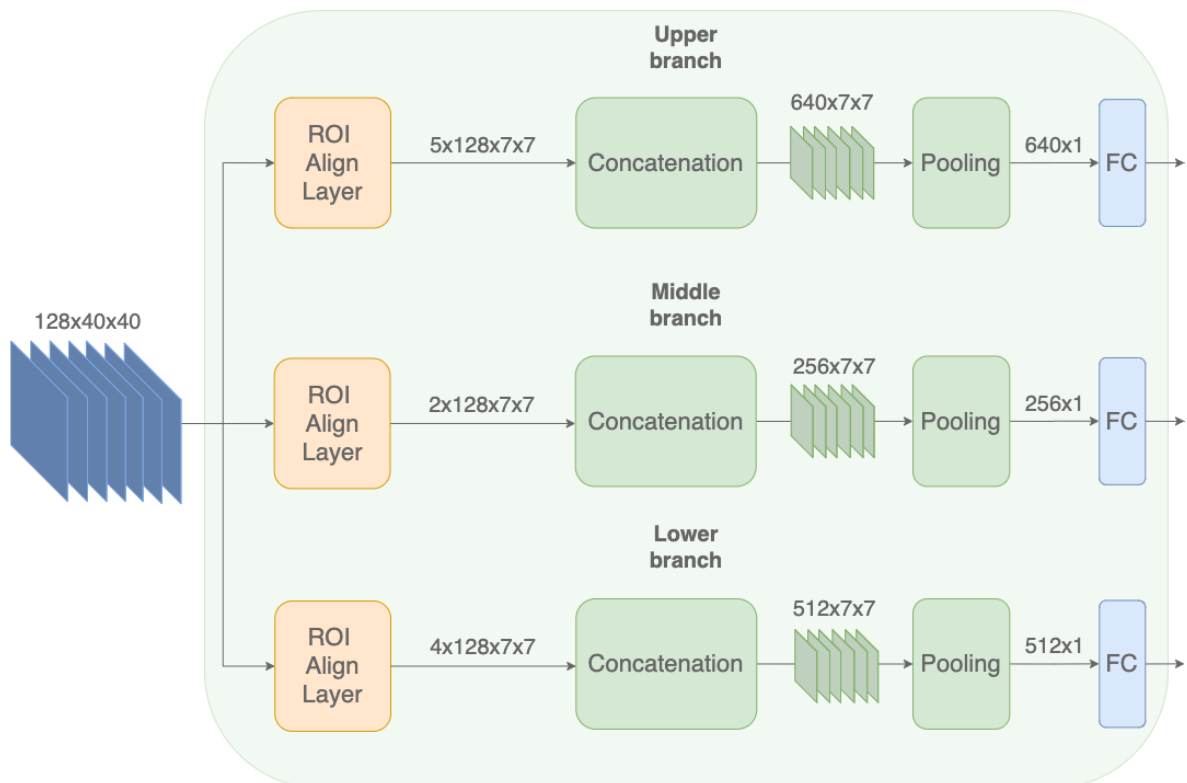 Upper
branch
ROI
Align
Layer
5x128x7x7
Concatenation
640x7x7
Pooling
640x1
FC
128x40x40
Middle
branch
ROI
Align
Layer
2x128x7x7
Concatenation
256x7x7
Pooling
256x1
FC
Lower
branch
ROI
Align
Layer
4x128x7x7
Concatenation
512x7x7
Pooling
512x1
FC